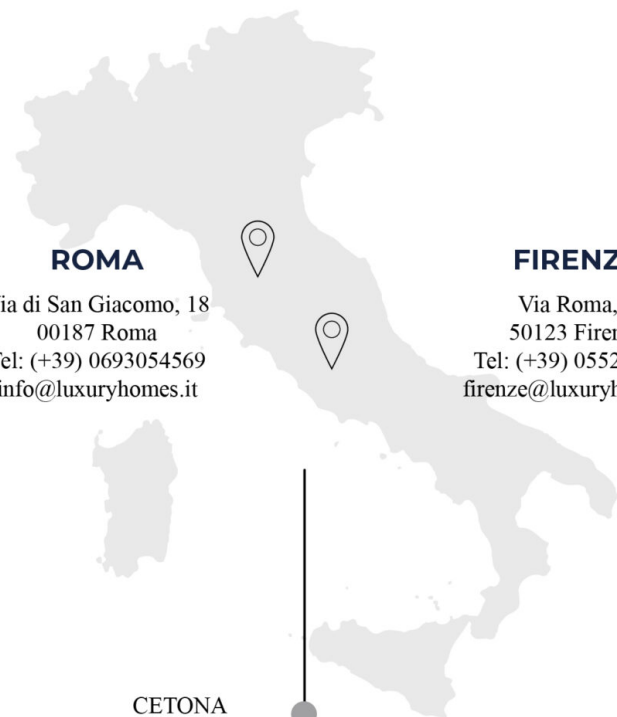 ROMA
ia di San Giacomo, 18
00187 Roma
el: (+39) 0693054569
info@luxuryhomes.it
FIRENZ
Via Roma,
50123 Firen
Tel: (+39) 0552
firenze@luxuryh
CETONA